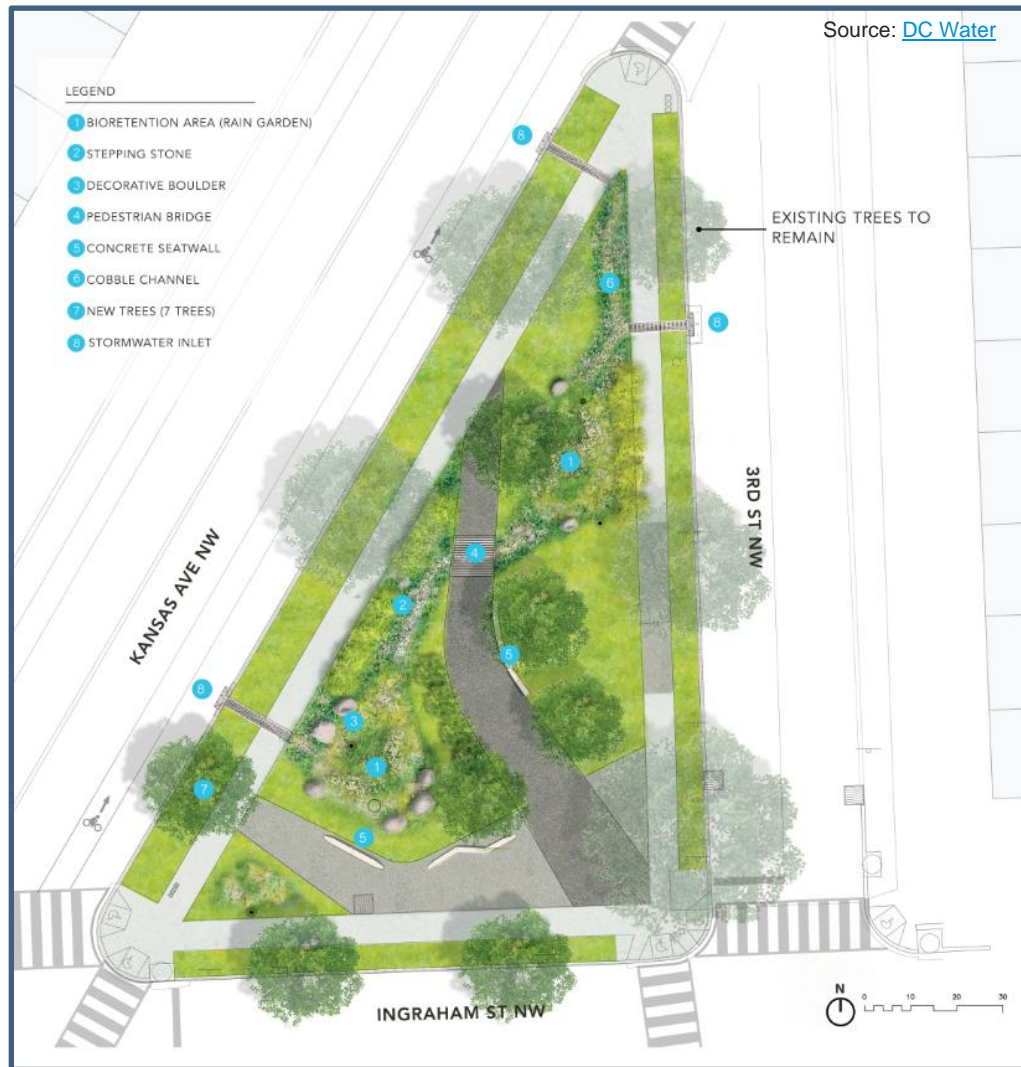 Source: DC Water
LEGEND
1 BIORETENTION AREA (RAIN GARDEN)
2 STEPPING STONE
3 DECORATIVE BOULDER
4 PEDESTRIAN BRIDGE
5 CONCRETE SEATWALL
6 COBBLE CHANNEL
7 NEW TREES (7 TREES)
8 STORMWATER INLET
8
EXISTING TREES TO
REMAIN
6
8
1
3RD ST NW
4
KANSAS AVE NW
2
5
8
3
1
7
5
INGRAHAM ST NW
N
0 10 20 30